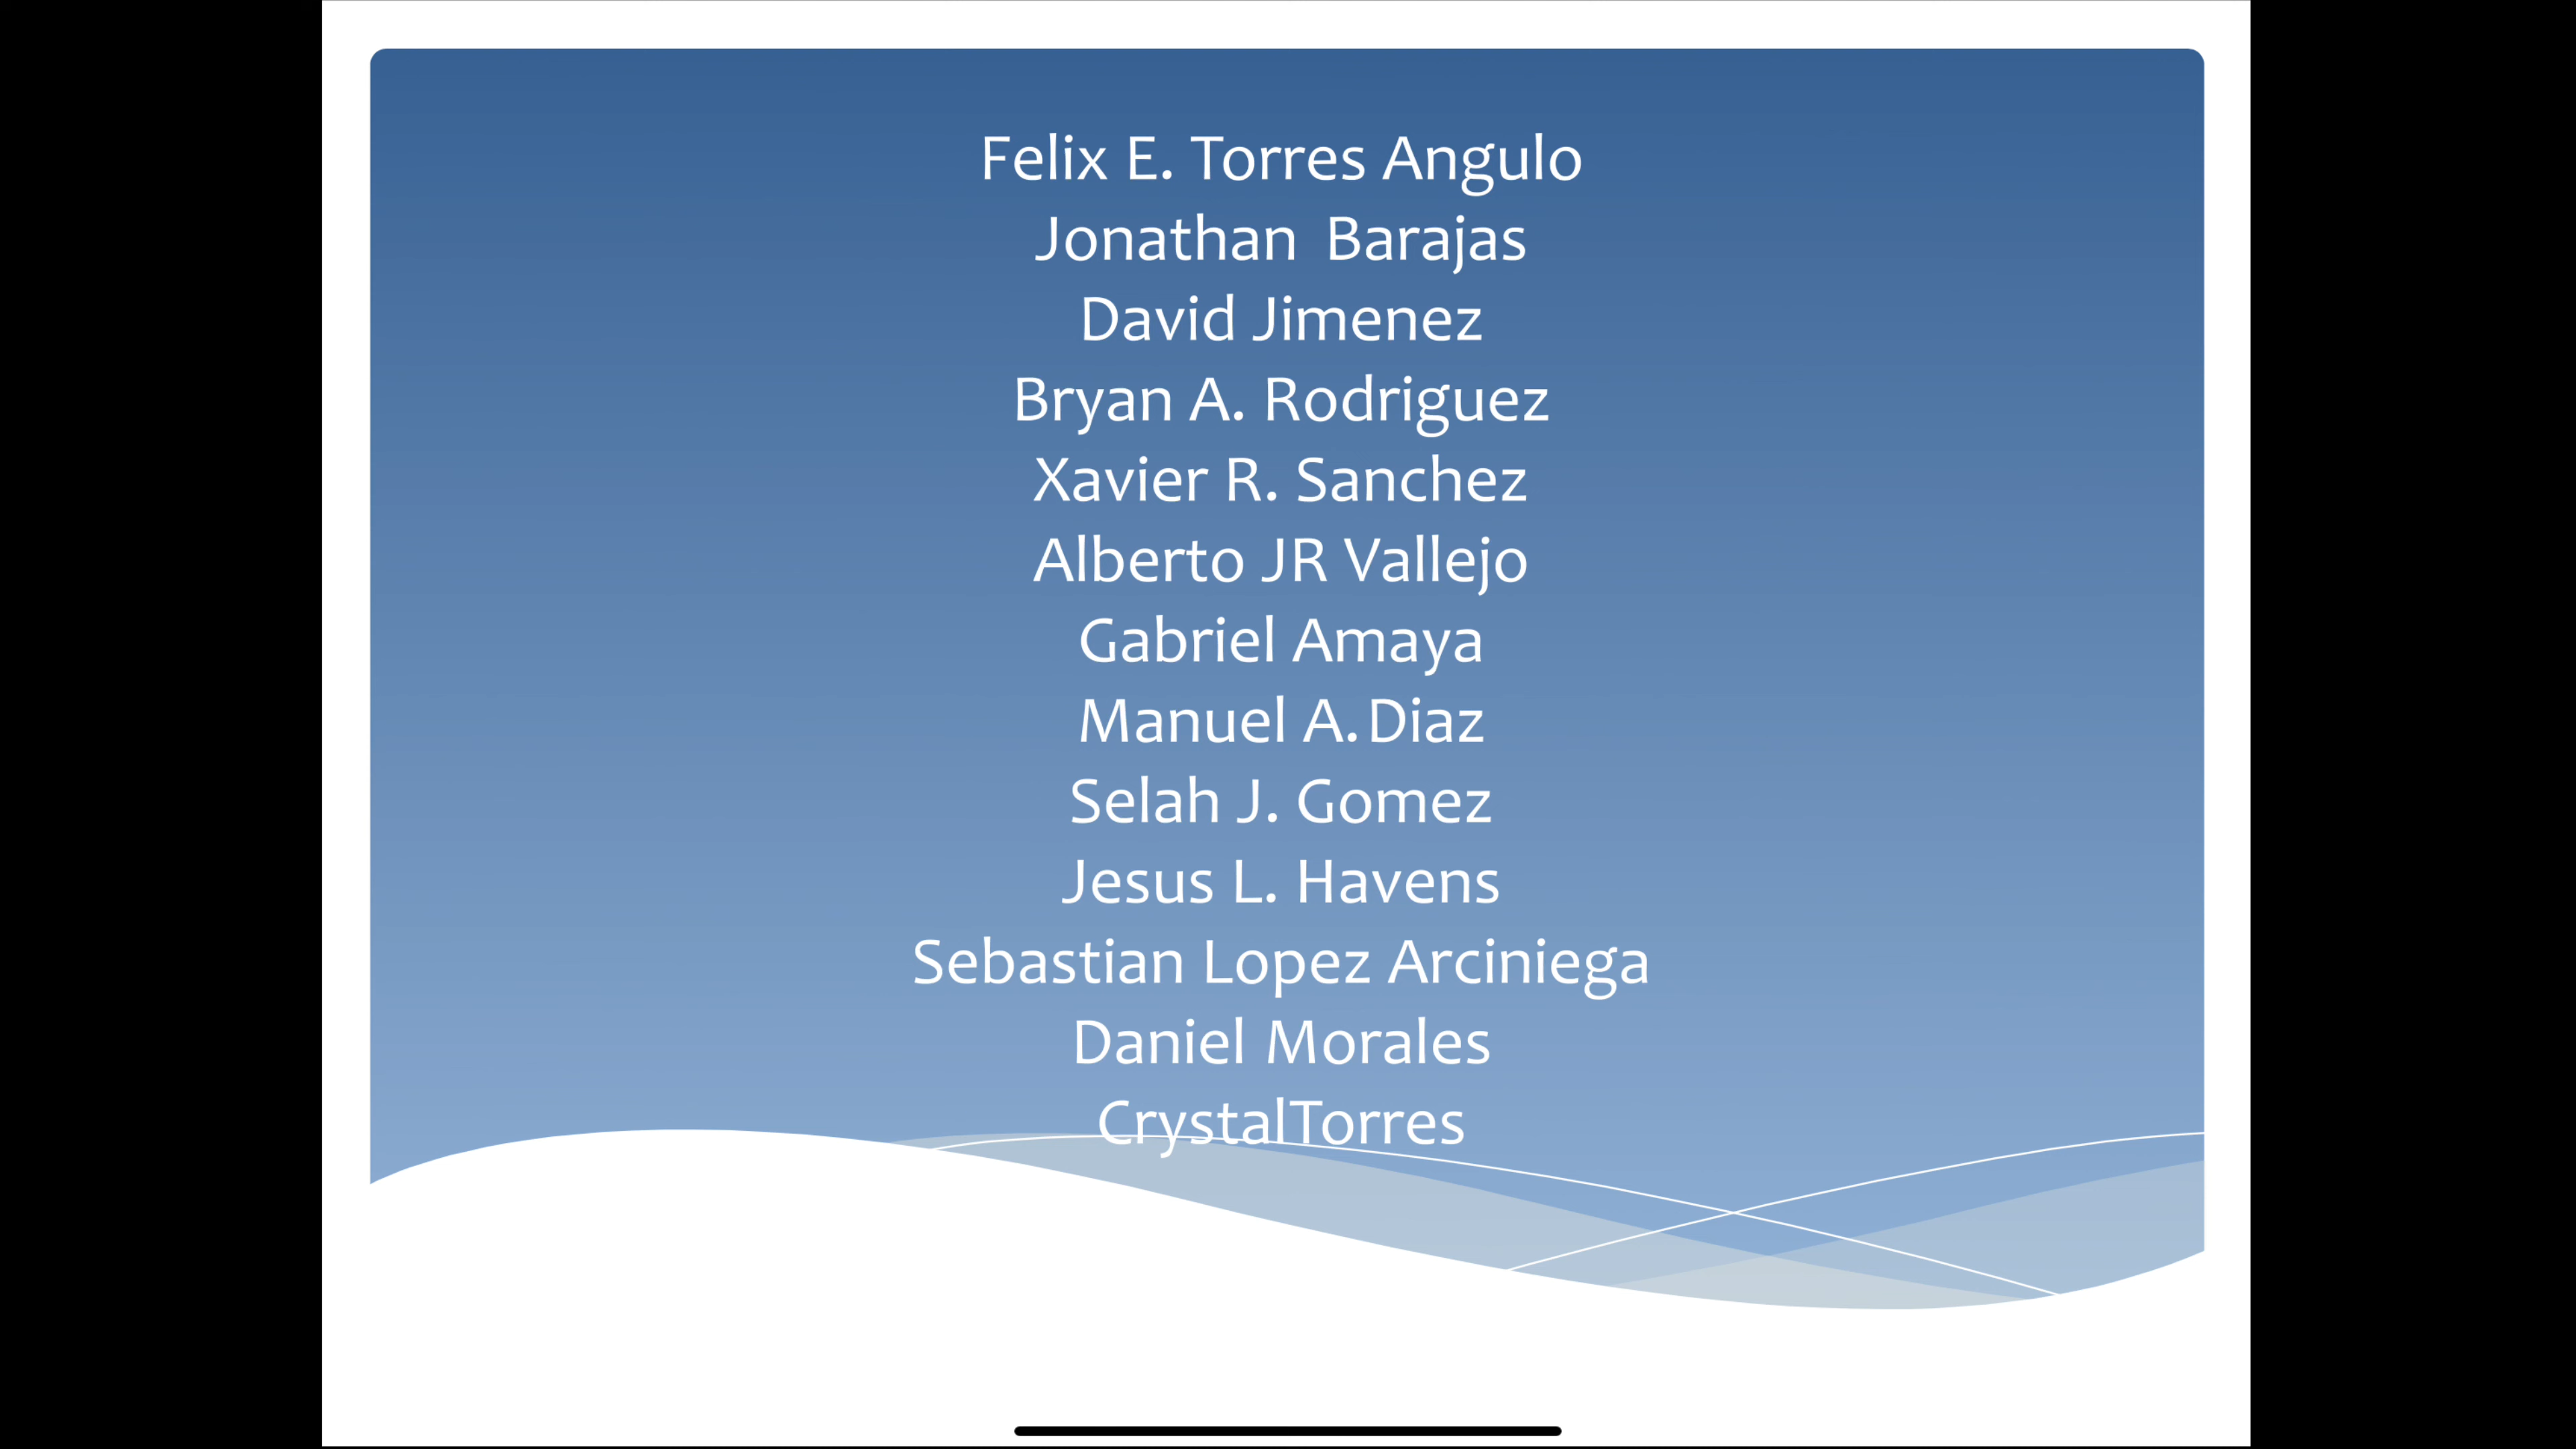 Felix E. Torres Angulo
Jonathan  Barajas
David Jimenez
Bryan A. Rodriguez
Xavier R. Sanchez
Alberto JR Vallejo
Gabriel Amaya
Manuel A. Diaz
Selah J. Gomez
Jesus L. Havens
Sebastian Lopez Arciniega
Daniel Morales
CrystalTorres